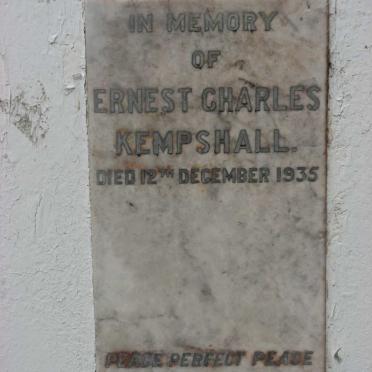 IN MEMORY
OF
ERNEST CHARLES
KEMPSHALL.
DIED 12TH DECEMBER 1935
PEACE PERFECT PEACE